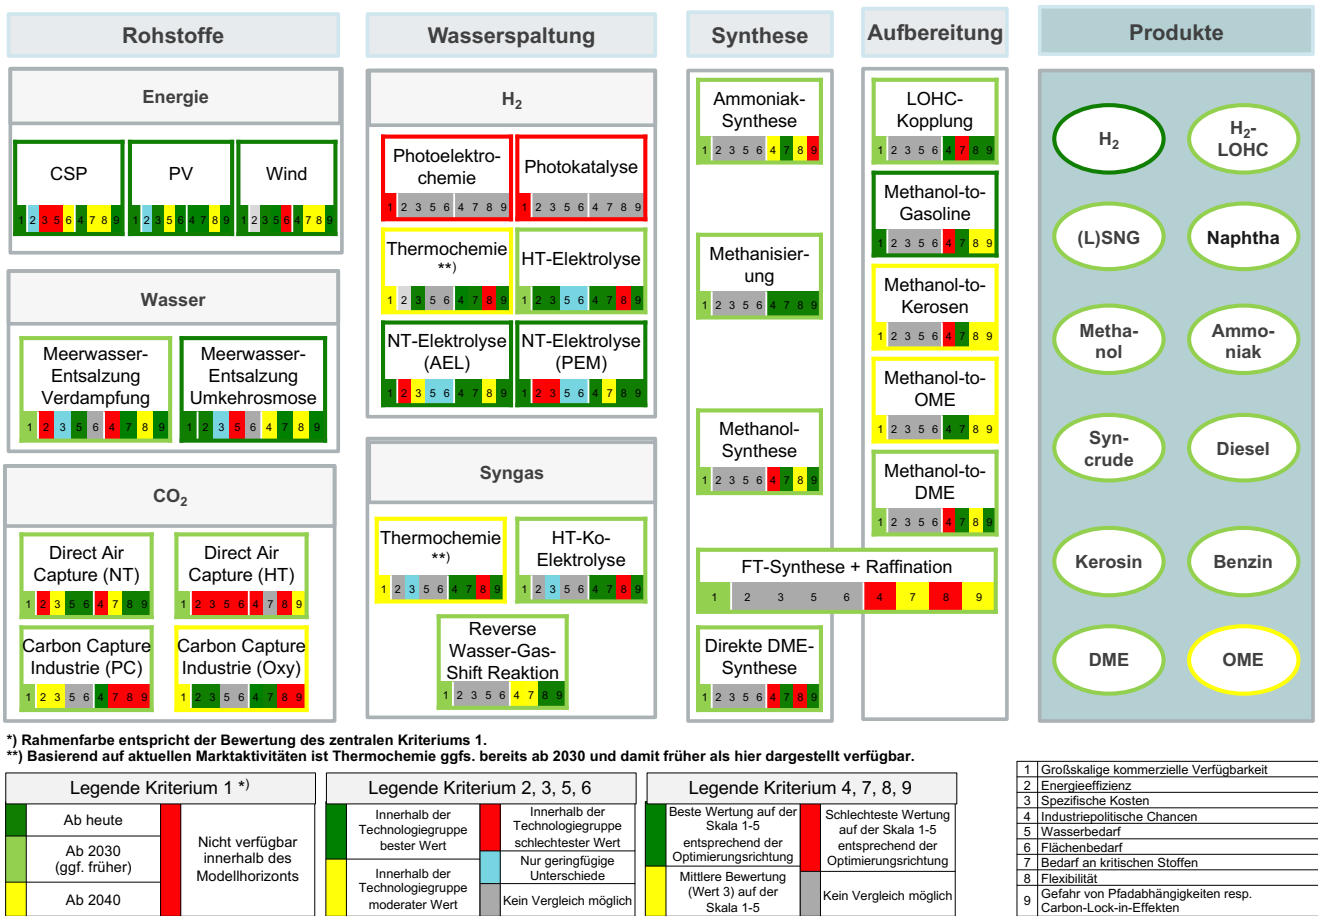 Rohstoffe
Wasserspaltung
Synthese
Aufbereitung
Produkte
Energie
CSP
1 2 3 5 6 4 7 8 9
PV
1 2 3 5 6 4 7 8 9
Wind
1 2 3 5 6 4 7 8 9
Wasser
Meerwasser-
Entsalzung
Verdampfung
1 2 3 5 6 4 7 8 9
Meerwasser-
Entsalzung
Umkehrosmose
1 2 3 5 6 4 7 8 9
CO2
Direct Air
Capture (NT)
1 2 3 5 6 4 7 8 9
Direct Air
Capture (HT)
1 2 3 5 6 4 7 8 9
Carbon Capture
Industrie (PC)
1 2 3 5 6 4 7 8 9
Carbon Capture
Industrie (Oxy)
1 2 3 5 6 4 7 8 9
H2
Photoelektro-
chemie
1 2 3 5 6 4 7 8 9
Photokatalyse
1 2 3 5 6 4 7 8 9
Thermochemie
**)
1 2 3 5 6 4 7 8 9
HT-Elektrolyse
1 2 3 5 6 4 7 8 9
NT-Elektrolyse
(AEL)
1 2 3 5 6 4 7 8 9
NT-Elektrolyse
(PEM)
1 2 3 5 6 4 7 8 9
Syngas
Thermochemie
**)
1 2 3 5 6 4 7 8 9
HT-Ko-
Elektrolyse
1 2 3 5 6 4 7 8 9
Reverse
Wasser-Gas-
Shift Reaktion
1 2 3 5 6 4 7 8 9
Ammoniak-
Synthese
1 2 3 5 6 4 7 8 9
Methanisier-
ung
1 2 3 5 6 4 7 8 9
Methanol-
Synthese
1 2 3 5 6 4 7 8 9
FT-Synthese + Raffination
1 2 3 5 6 4 7 8 9
Direkte DME-
Synthese
1 2 3 5 6 4 7 8 9
LOHC-
Kopplung
1 2 3 5 6 4 7 8 9
Methanol-to-
Gasoline
1 2 3 5 6 4 7 8 9
Methanol-to-
Kerosen
1 2 3 5 6 4 7 8 9
Methanol-to-
OME
1 2 3 5 6 4 7 8 9
Methanol-to-
DME
1 2 3 5 6 4 7 8 9
H2
H2-
LOHC
(L)SNG
Naphtha
Metha-
nol
Ammo-
niak
Syn-
crude
Diesel
Kerosin
Benzin
DME
OME
*) Rahmenfarbe entspricht der Bewertung des zentralen Kriteriums 1.
**) Basierend auf aktuellen Marktaktivitäten ist Thermochemie ggfs. bereits ab 2030 und damit früher als hier dargestellt verfügbar.
Legende Kriterium 1 *)
Ab heute
Ab 2030
(ggf. früher)
Ab 2040
Nicht verfügbar
innerhalb des
Modellhorizonts
Legende Kriterium 2, 3, 5, 6
Innerhalb der
Technologiegruppe
bester Wert
Innerhalb der
Technologiegruppe
moderater Wert
Innerhalb der
Technologiegruppe
schlechtester Wert
Nur geringfügige
Unterschiede
Kein Vergleich möglich
Legende Kriterium 4, 7, 8, 9
Beste Wertung auf der
Skala 1-5
entsprechend der
Optimierungsrichtung
Mittlere Bewertung
(Wert 3) auf der
Skala 1-5
Schlechteste Wertung
auf der Skala 1-5
entsprechend der
Optimierungsrichtung
Kein Vergleich möglich
1 Großskalige kommerzielle Verfügbarkeit
2 Energieeffizienz
3 Spezifische Kosten
4 Industriepolitische Chancen
5 Wasserbedarf
6 Flächenbedarf
7 Bedarf an kritischen Stoffen
8 Flexibilität
9 Gefahr von Pfadabhängigkeiten resp.
Carbon-Lock-in-Effekten